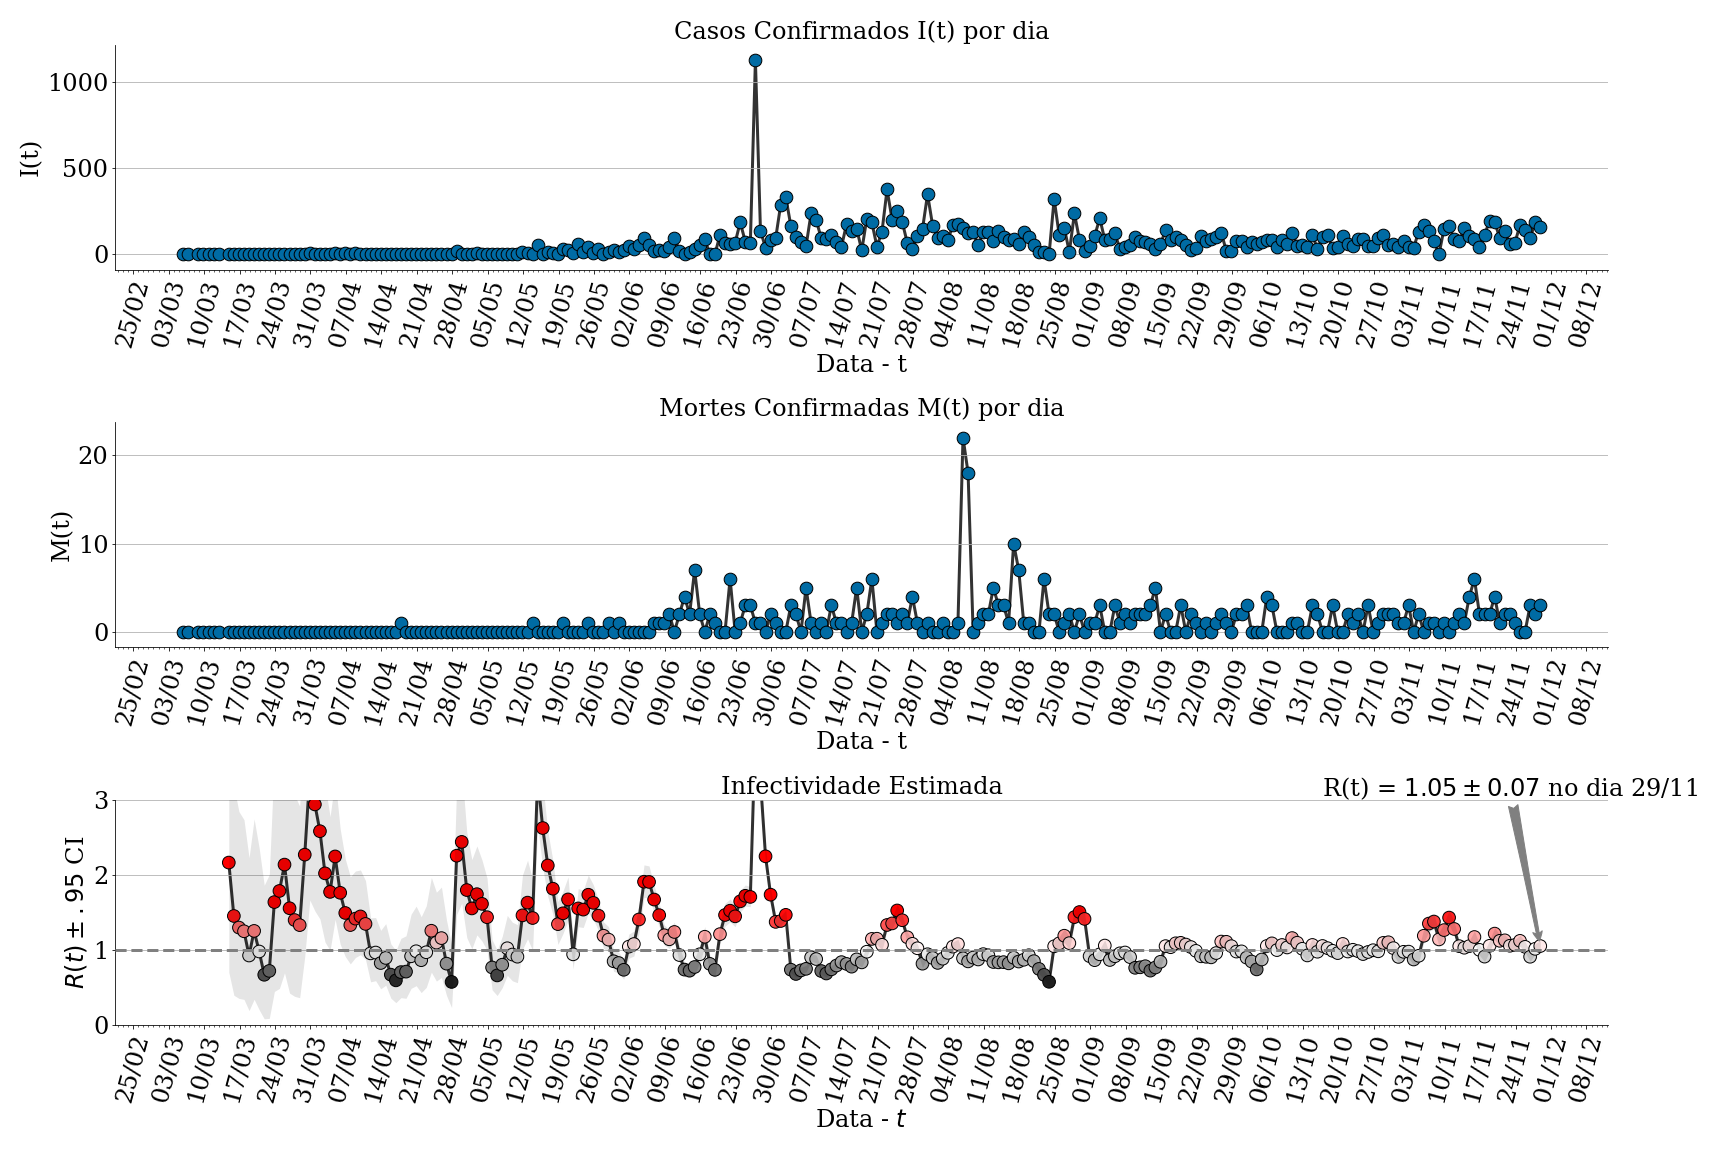 Casos Confirmados I(t) por dia
I(t)
1000
500
0
25/02 03/03 10/03 17/03 24/03 31/03 07/04 14/04 21/04 28/04 05/05 12/05 19/05 26/05 02/06 09/06 16/06 23/06 30/06 07/07 14/07 21/07 28/07 04/08 11/08 18/08 25/08 01/09 08/09 15/09 22/09 29/09 06/10 13/10 20/10 27/10 03/11 10/11 17/11 24/11 01/12 08/12
Data - t
Mortes Confirmadas M(t) por dia
M(t)
20
10
0
25/02 03/03 10/03 17/03 24/03 31/03 07/04 14/04 21/04 28/04 05/05 12/05 19/05 26/05 02/06 09/06 16/06 23/06 30/06 07/07 14/07 21/07 28/07 04/08 11/08 18/08 25/08 01/09 08/09 15/09 22/09 29/09 06/10 13/10 20/10 27/10 03/11 10/11 17/11 24/11 01/12 08/12
Data - t
Infectividade Estimada
R(t) = 1.05 ± 0.07 no dia 29/11
R(t) ± .95 CI
3
2
1
0
25/02 03/03 10/03 17/03 24/03 31/03 07/04 14/04 21/04 28/04 05/05 12/05 19/05 26/05 02/06 09/06 16/06 23/06 30/06 07/07 14/07 21/07 28/07 04/08 11/08 18/08 25/08 01/09 08/09 15/09 22/09 29/09 06/10 13/10 20/10 27/10 03/11 10/11 17/11 24/11 01/12 08/12
Data - t